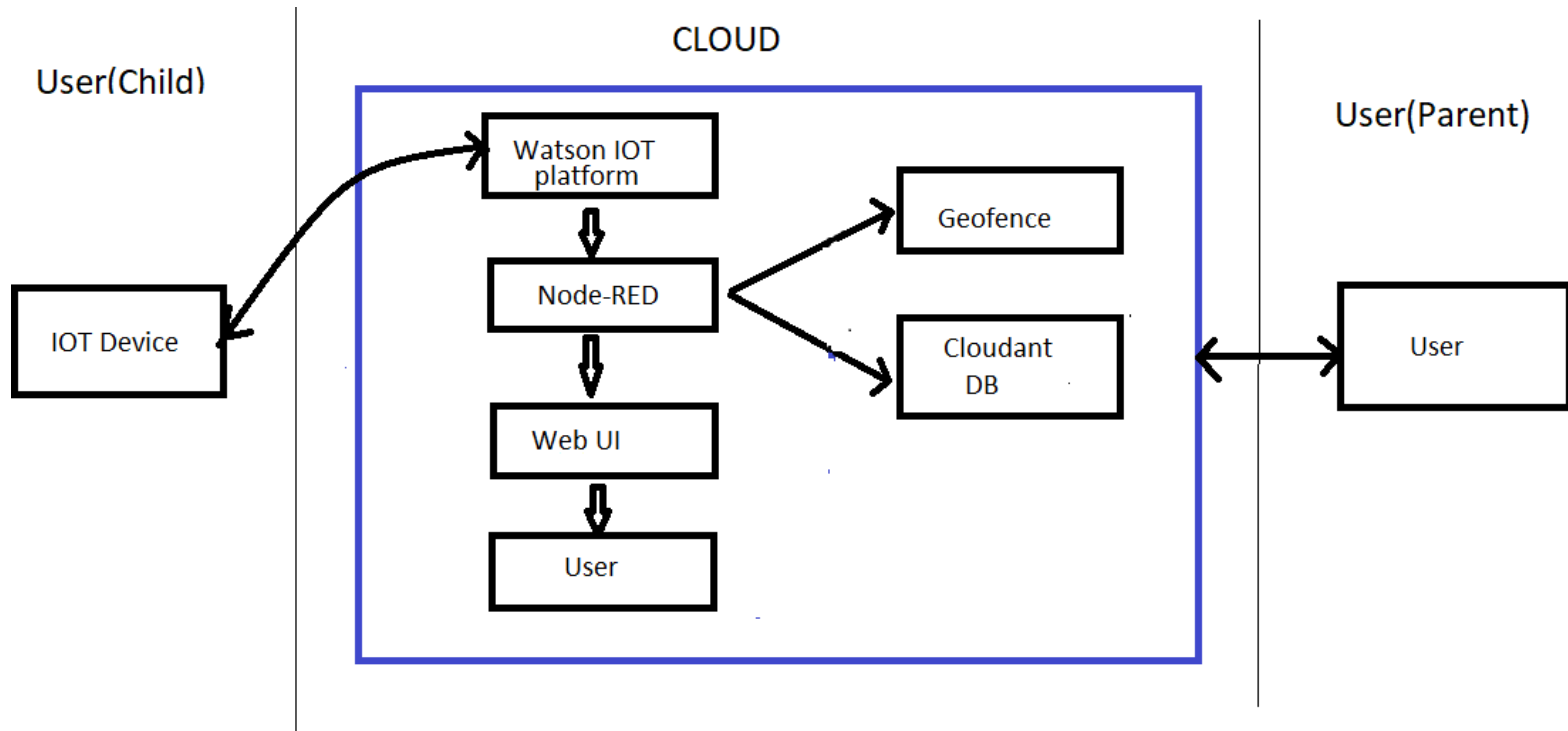 CLOUD
User(Child)
User(Parent)
Watson IOT
platform
Geofence
Node-RED
IOT Device
Cloudant
DB
User
Web UI
User